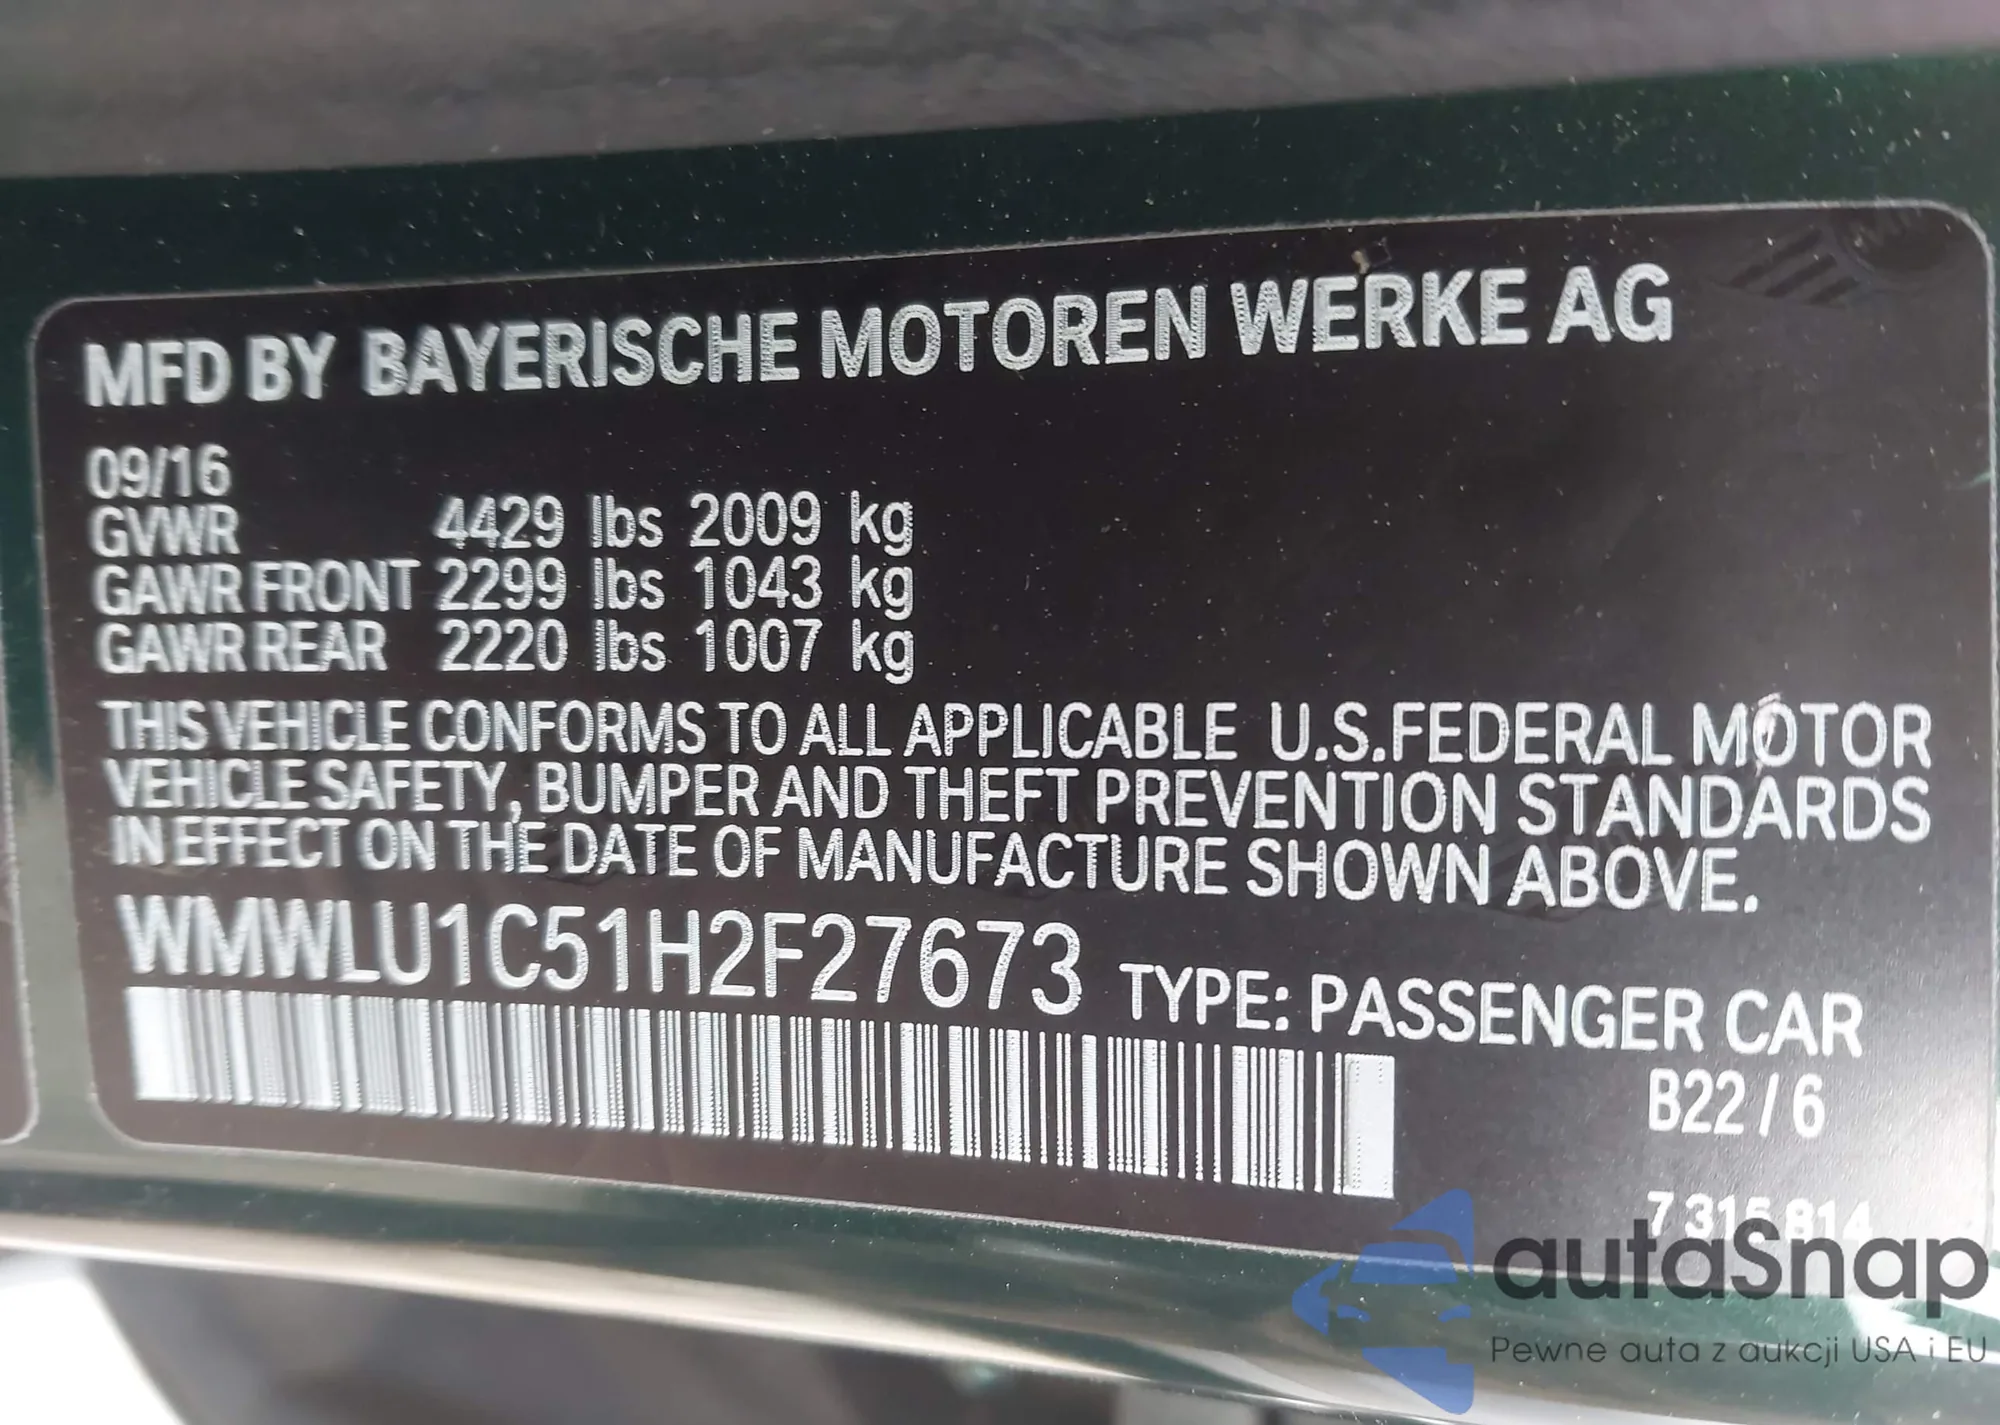 MFD BY BAYERISCHE MOTOREN WERKE AG
09/16
GVWR 4429 lbs 2009 kg
GAWR FRONT 2299 lbs 1043 kg
GAWR REAR 2220 lbs 1007 kg
THIS VEHICLE CONFORMS TO ALL APPLICABLE U.S.FEDERAL MOTOR
VEHICLE SAFETY, BUMPER AND THEFT PREVENTION STANDARDS
IN EFFECT ON THE DATE OF MANUFACTURE SHOWN ABOVE.
WMWLU1C51H2F27673 TYPE: PASSENGER CAR
B22 / 6
7 315 814
autaSnap
Pewne auta z aukcji USA i EU